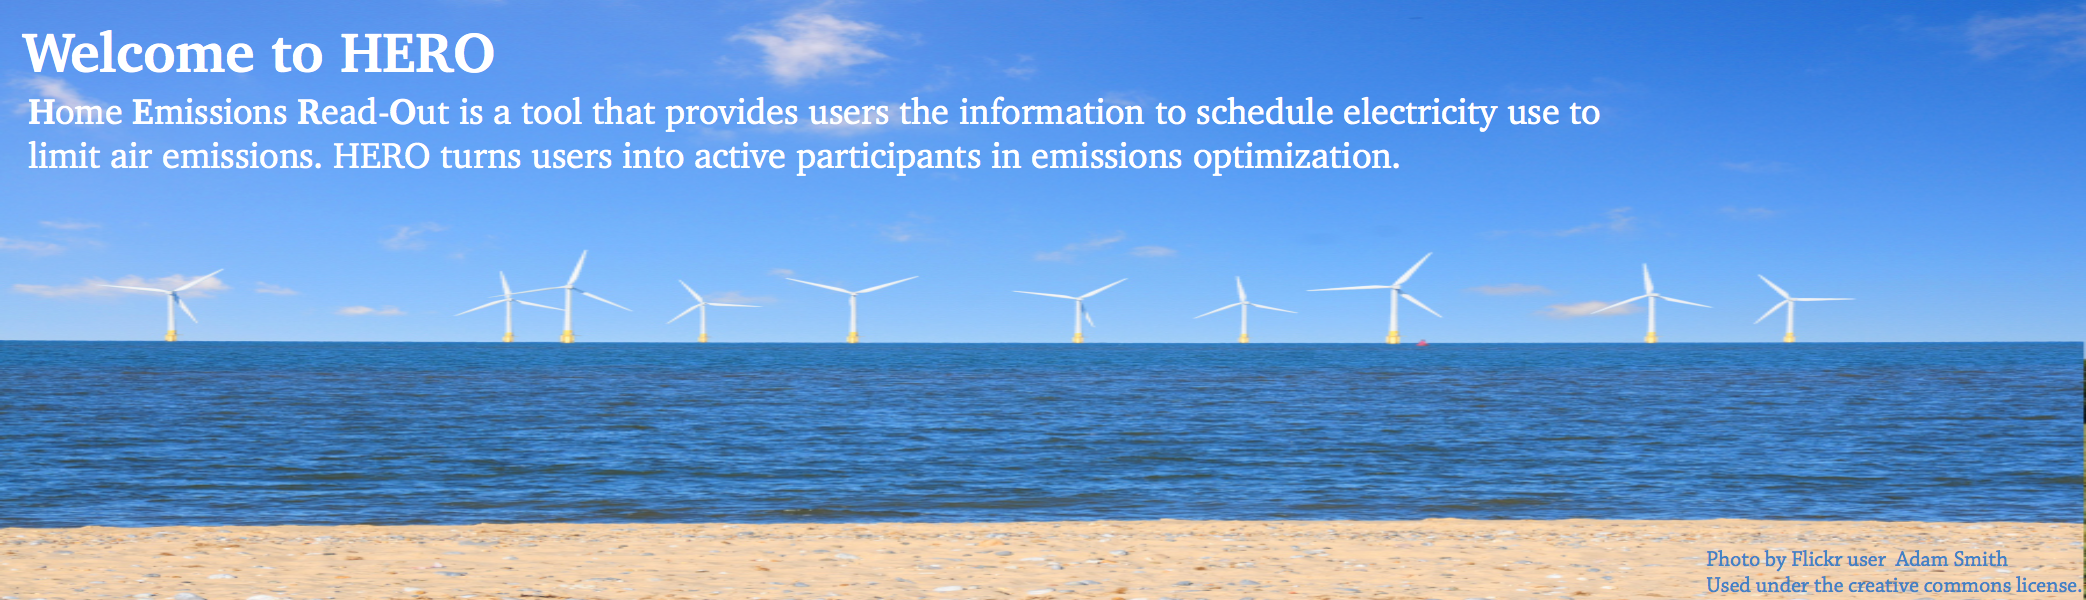 Welcome to HERO
Home Emissions Read-Out is a tool that provides users the information to schedule electricity use to
limit air emissions. HERO turns users into active participants in emissions optimization.
Photo by Flickr user Adam Smith
Used under the creative commons license.